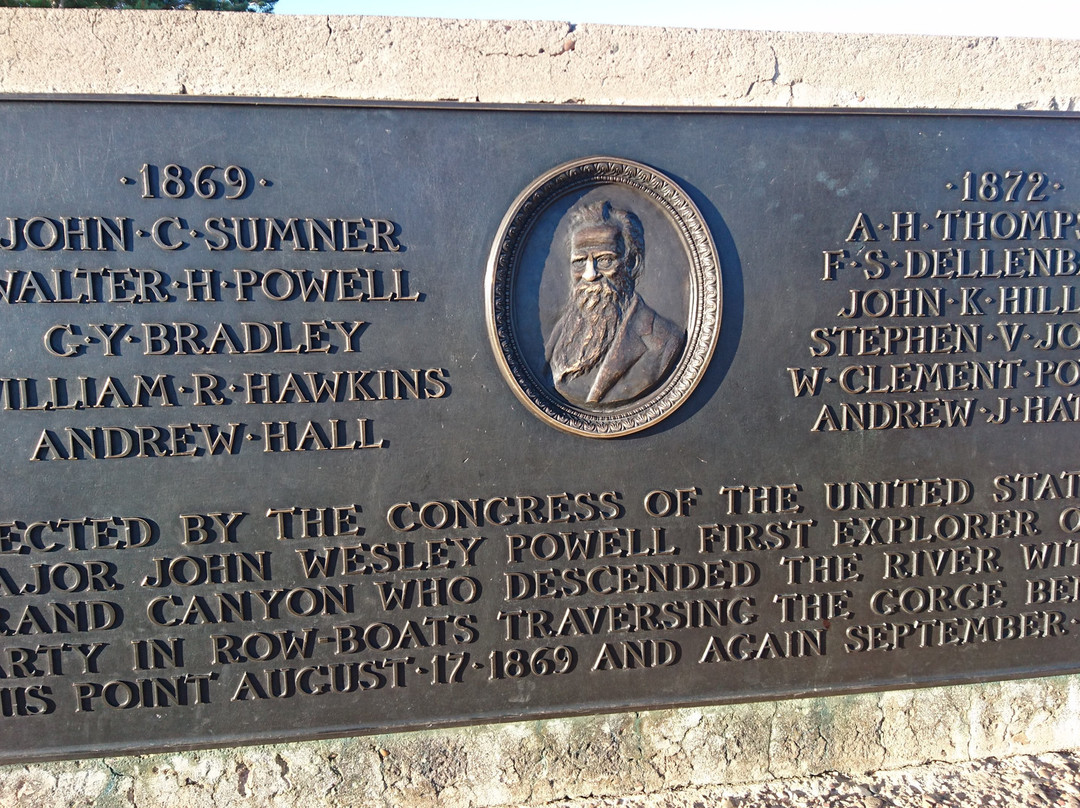 ·1869·
JOHN·C·SUMNER
WALTER·H·POWELL
G·Y·BRADLEY
ILLIAM·R·HAWKINS
ANDREW·HALL
·1872·
A·H·THOMPS
F·S·DELLENB
JOHN·K·HILL
STEPHEN·V·JO
W·CLEMENT·PO
ANDREW·J·HAT
ECTED BY THE CONGRESS OF THE UNITED STAT
AJOR JOHN WESLEY POWELL FIRST EXPLORER O
RAND CANYON WHO DESCENDED THE RIVER WIT
ARTY IN ROW-BOATS TRAVERSING THE GORGE BE
HIS POINT AUGUST·17·1869 AND AGAIN SEPTEMBER·